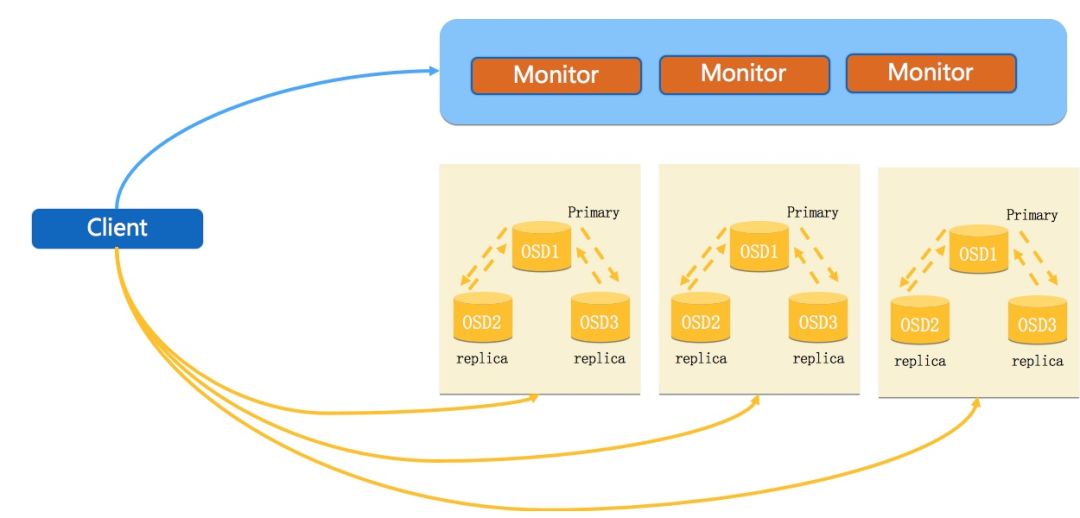 Monitor
Monitor
Monitor
Client
Primary
OSD1
OSD2
OSD3
replica
replica
Primary
OSD1
OSD2
OSD3
replica
replica
Primary
OSD1
OSD2
OSD3
replica
replica